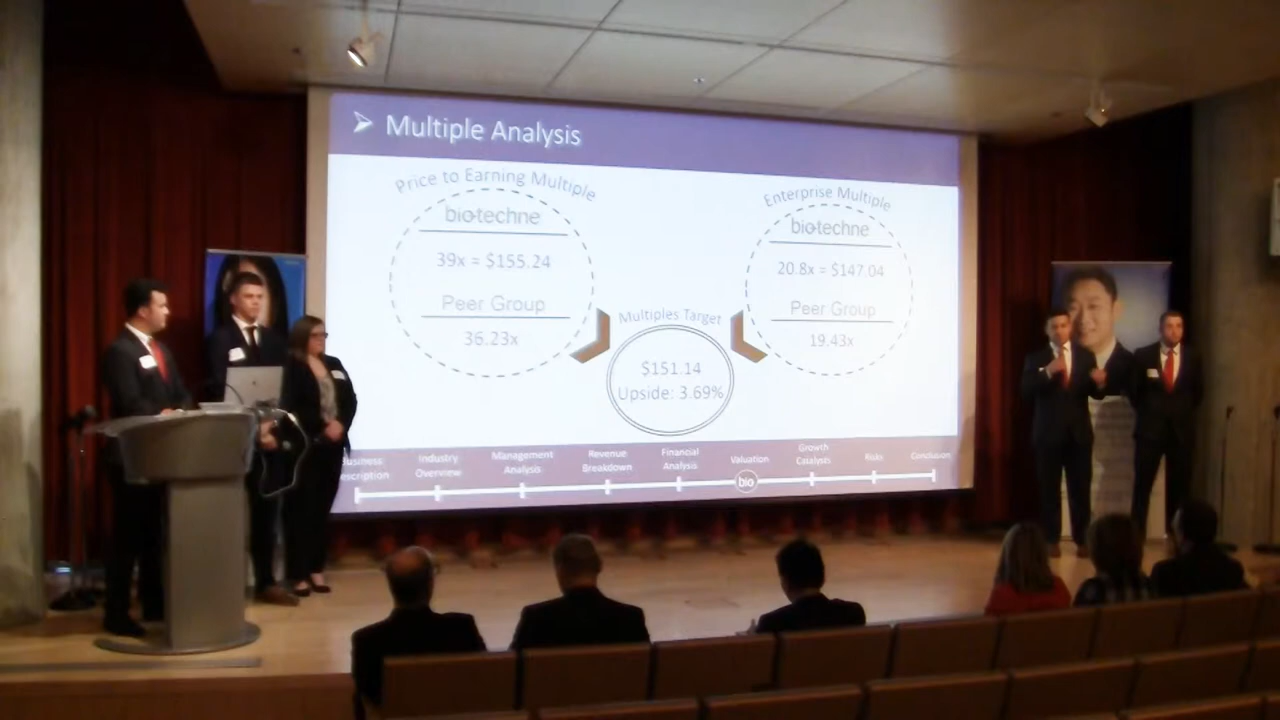 Multiple Analysis
Price to Earning Multiple
bio-techne
39x = $155.24
Peer Group
36.23x
Enterprise Multiple
bio-techne
20.8x = $147.04
Peer Group
19.43x
Multiples Target
$151.14
Upside: 3.69%
Industry
Overview
Management
Analysis
Revenue
Breakdown
Financial
Analysis
Valuation
bio
Growth
Catalysts
Risks
Conclusion